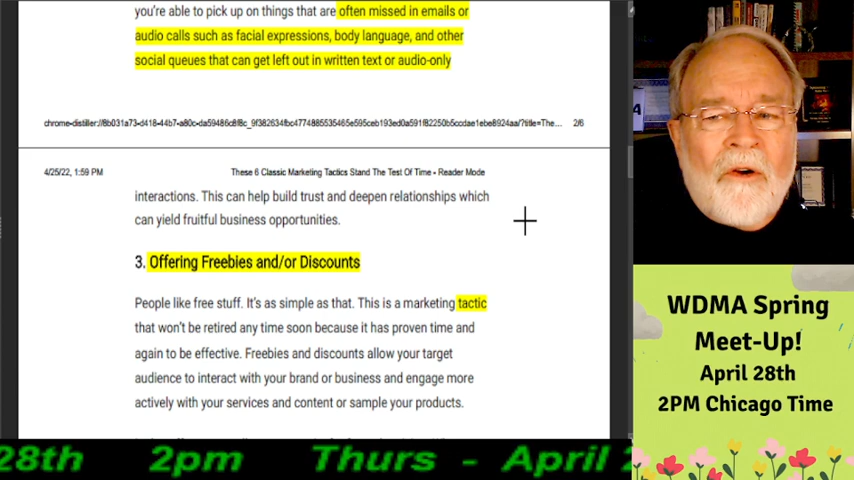 you're able to pick up on things that are often missed in emails or
audio calls such as facial expressions, body language, and other
social queues that can get left out in written text or audio-only
2/6
4/25/22, 1:59 PM
These 6 Classic Marketing Tactics Stand The Test Of Time - Reader Mode
interactions. This can help build trust and deepen relationships which
can yield fruitful business opportunities.
3. Offering Freebies and/or Discounts
People like free stuff. It's as simple as that. This is a marketing tactic
that won't be retired any time soon because it has proven time and
again to be effective. Freebies and discounts allow your target
audience to interact with your brand or business and engage more
actively with your services and content or sample your products.
WDMA Spring
Meet-Up!
April 28th
2PM Chicago Time
28th 2pm Thurs - April 2